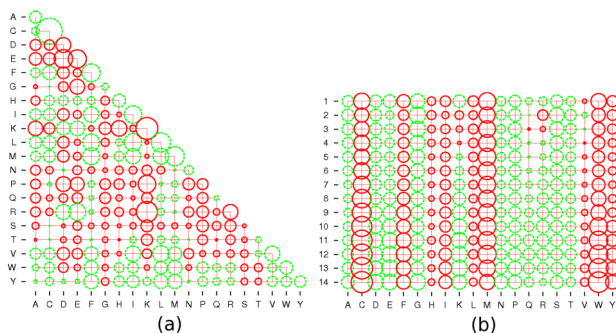 A
C
D
E
F
G
H
I
K
L
M
N
P
Q
R
S
T
V
W
Y
A C D E F G H I K L M N P Q R S T V W Y
(a)
1
2
3
4
5
6
7
8
9
10
11
12
13
14
A C D E F G H I K L M N P Q R S T V W Y
(b)